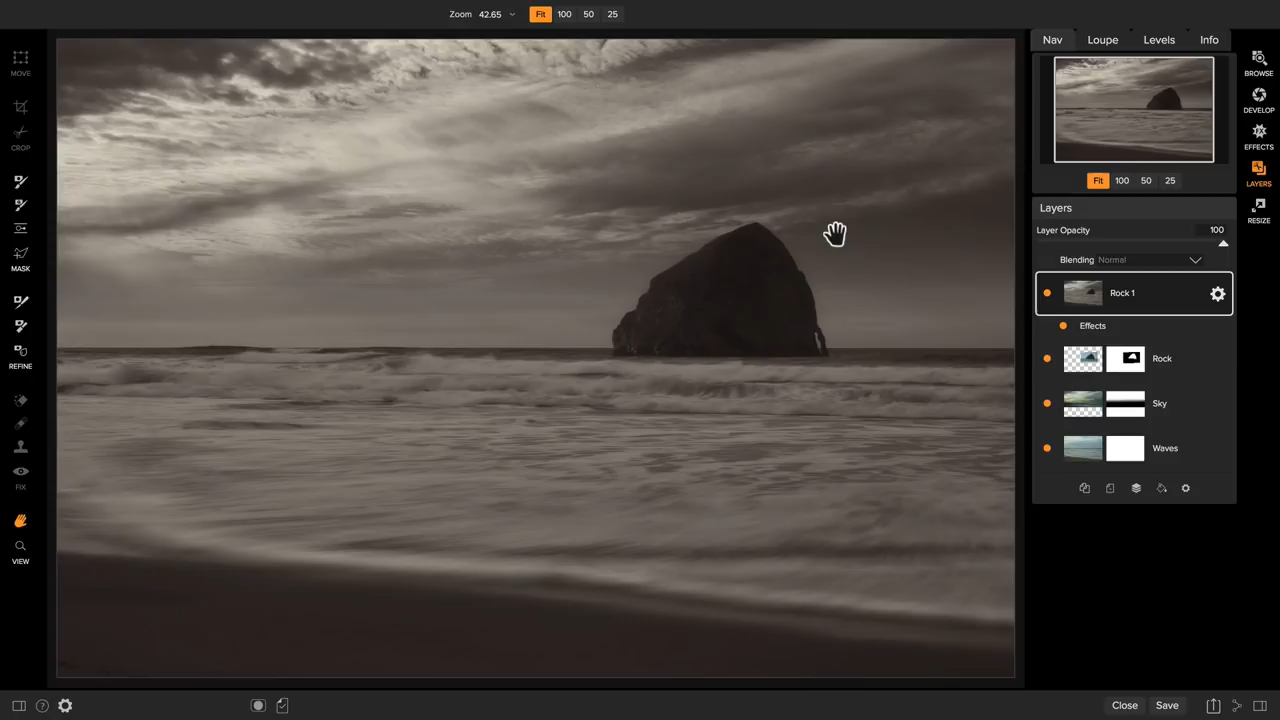 Zoom 42.65 Fit 100 50 25
MOVE
CROP
MASK
REFINE
FIX
VIEW
Nav Loupe Levels Info
Fit 100 50 25
Layers
Layer Opacity 100
Blending Normal
Rock 1
Effects
Rock
Sky
Waves
BROWSE
DEVELOP
EFFECTS
LAYERS
RESIZE
? Close Save